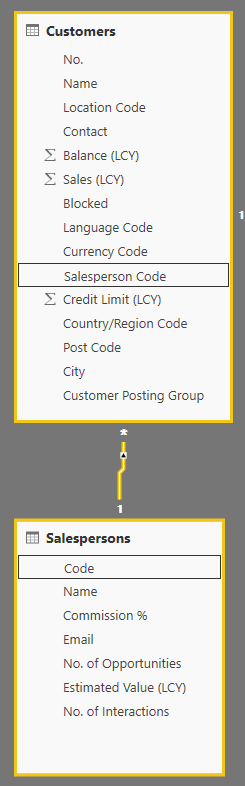 Customers
No.
Name
Location Code
Contact
Σ Balance (LCY)
Σ Sales (LCY)
Blocked
Language Code
Currency Code
Salesperson Code
Σ Credit Limit (LCY)
Country/Region Code
Post Code
City
Customer Posting Group
1
*
1
Salespersons
Code
Name
Commission %
Email
No. of Opportunities
Estimated Value (LCY)
No. of Interactions